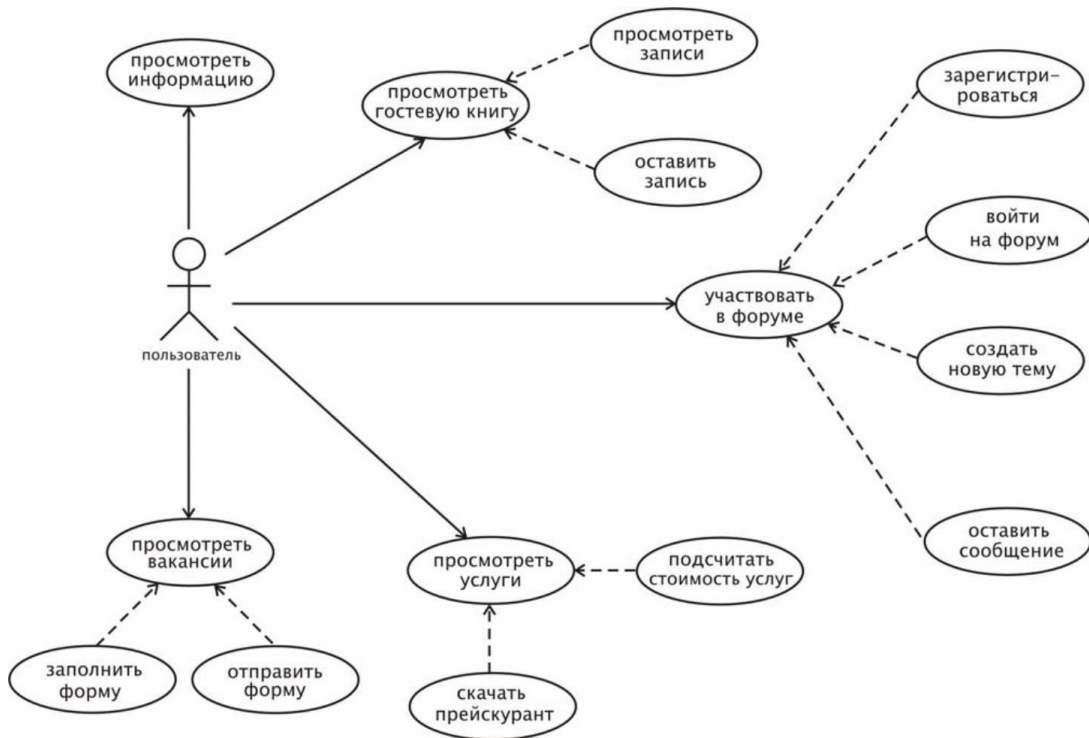 просмотреть
информацию
просмотреть
гостевую книгу
просмотреть
записи
оставить
запись
зарегистри-
роваться
войти
на форум
участвовать
в форуме
создать
новую тему
оставить
сообщение
пользователь
просмотреть
вакансии
заполнить
форму
отправить
форму
просмотреть
услуги
подсчитать
стоимость услуг
скачать
прейскурант